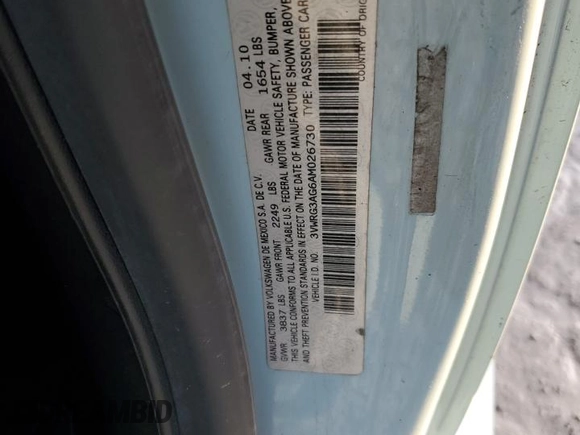 MANUFACTURED BY VOLKSWAGEN DE MEXICO S.A. DE C.V. DATE 04.10
GVWR 3837 LBS GAWR FRONT 2249 LBS GAWR REAR 1654 LBS
THIS VEHICLE CONFORMS TO ALL APPLICABLE U.S. FEDERAL MOTOR VEHICLE SAFETY, BUMPER,
AND THEFT PREVENTION STANDARDS IN EFFECT ON THE DATE OF MANUFACTURE SHOWN ABOVE
VEHICLE I.D. NO. 3VWRG3AG6AM026730 TYPE: PASSENGER CAR
COUNTRY OF ORIG